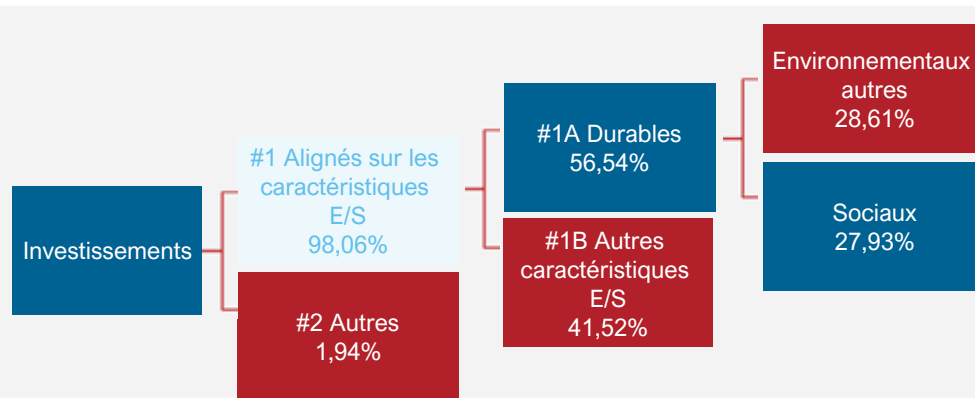 Investissements
#1 Alignés sur les
caractéristiques
E/S
98,06%
#2 Autres
1,94%
#1A Durables
56,54%
#1B Autres
caractéristiques
E/S
41,52%
Environnementaux
autres
28,61%
Sociaux
27,93%